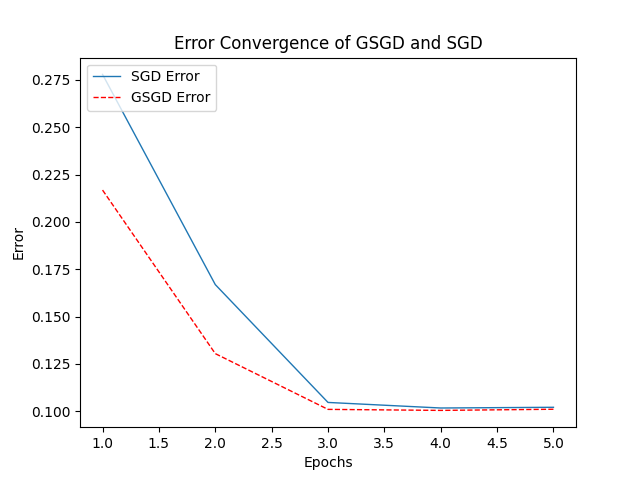 Error Convergence of GSGD and SGD
SGD Error
GSGD Error
0.275
0.250
0.225
0.200
0.175
0.150
0.125
0.100
Error
1.0 1.5 2.0 2.5 3.0 3.5 4.0 4.5 5.0
Epochs